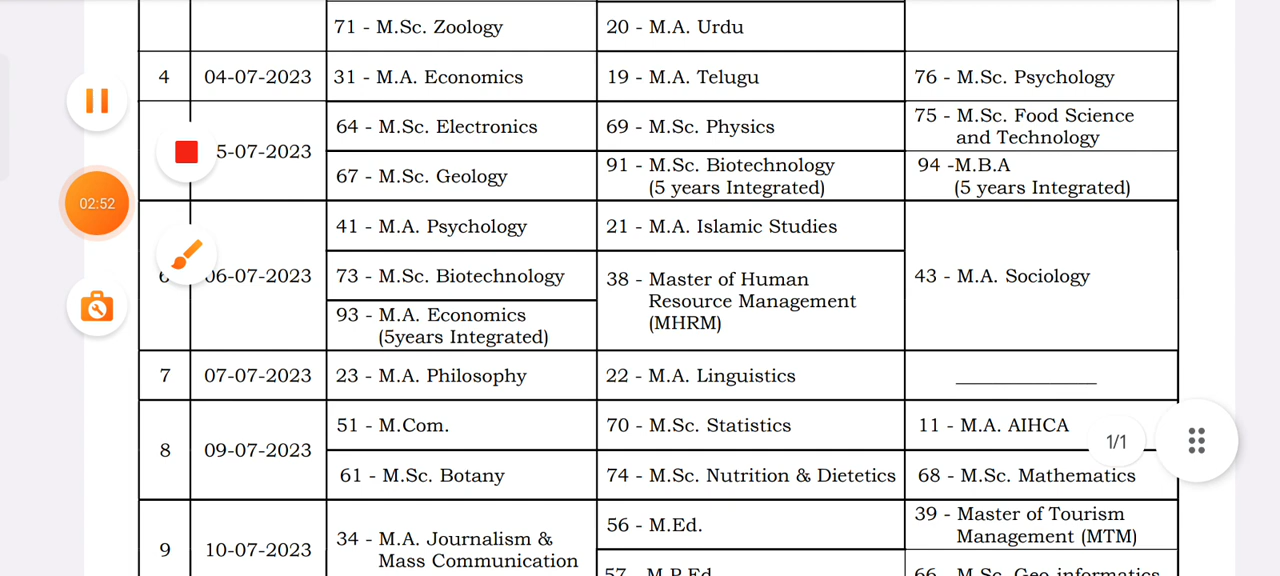 71 - M.Sc. Zoology
20 - M.A. Urdu
4
04-07-2023
31 - M.A. Economics
19 - M.A. Telugu
76 - M.Sc. Psychology
5-07-2023
64 - M.Sc. Electronics
69 - M.Sc. Physics
75 - M.Sc. Food Science
and Technology
67 - M.Sc. Geology
91 - M.Sc. Biotechnology
(5 years Integrated)
94 -M.B.A
(5 years Integrated)
02:52
06-07-2023
41 - M.A. Psychology
21 - M.A. Islamic Studies
43 - M.A. Sociology
73 - M.Sc. Biotechnology
38 - Master of Human
Resource Management
(MHRM)
93 - M.A. Economics
(5years Integrated)
7
07-07-2023
23 - M.A. Philosophy
22 - M.A. Linguistics
8
09-07-2023
51 - M.Com.
70 - M.Sc. Statistics
11 - M.A. AIHCA
1/1
61 - M.Sc. Botany
74 - M.Sc. Nutrition & Dietetics
68 - M.Sc. Mathematics
9
10-07-2023
34 - M.A. Journalism &
Mass Communication
56 - M.Ed.
39 - Master of Tourism
Management (MTM)
57 - M.P.Ed.
66 - M.Sc. Geo-informatics